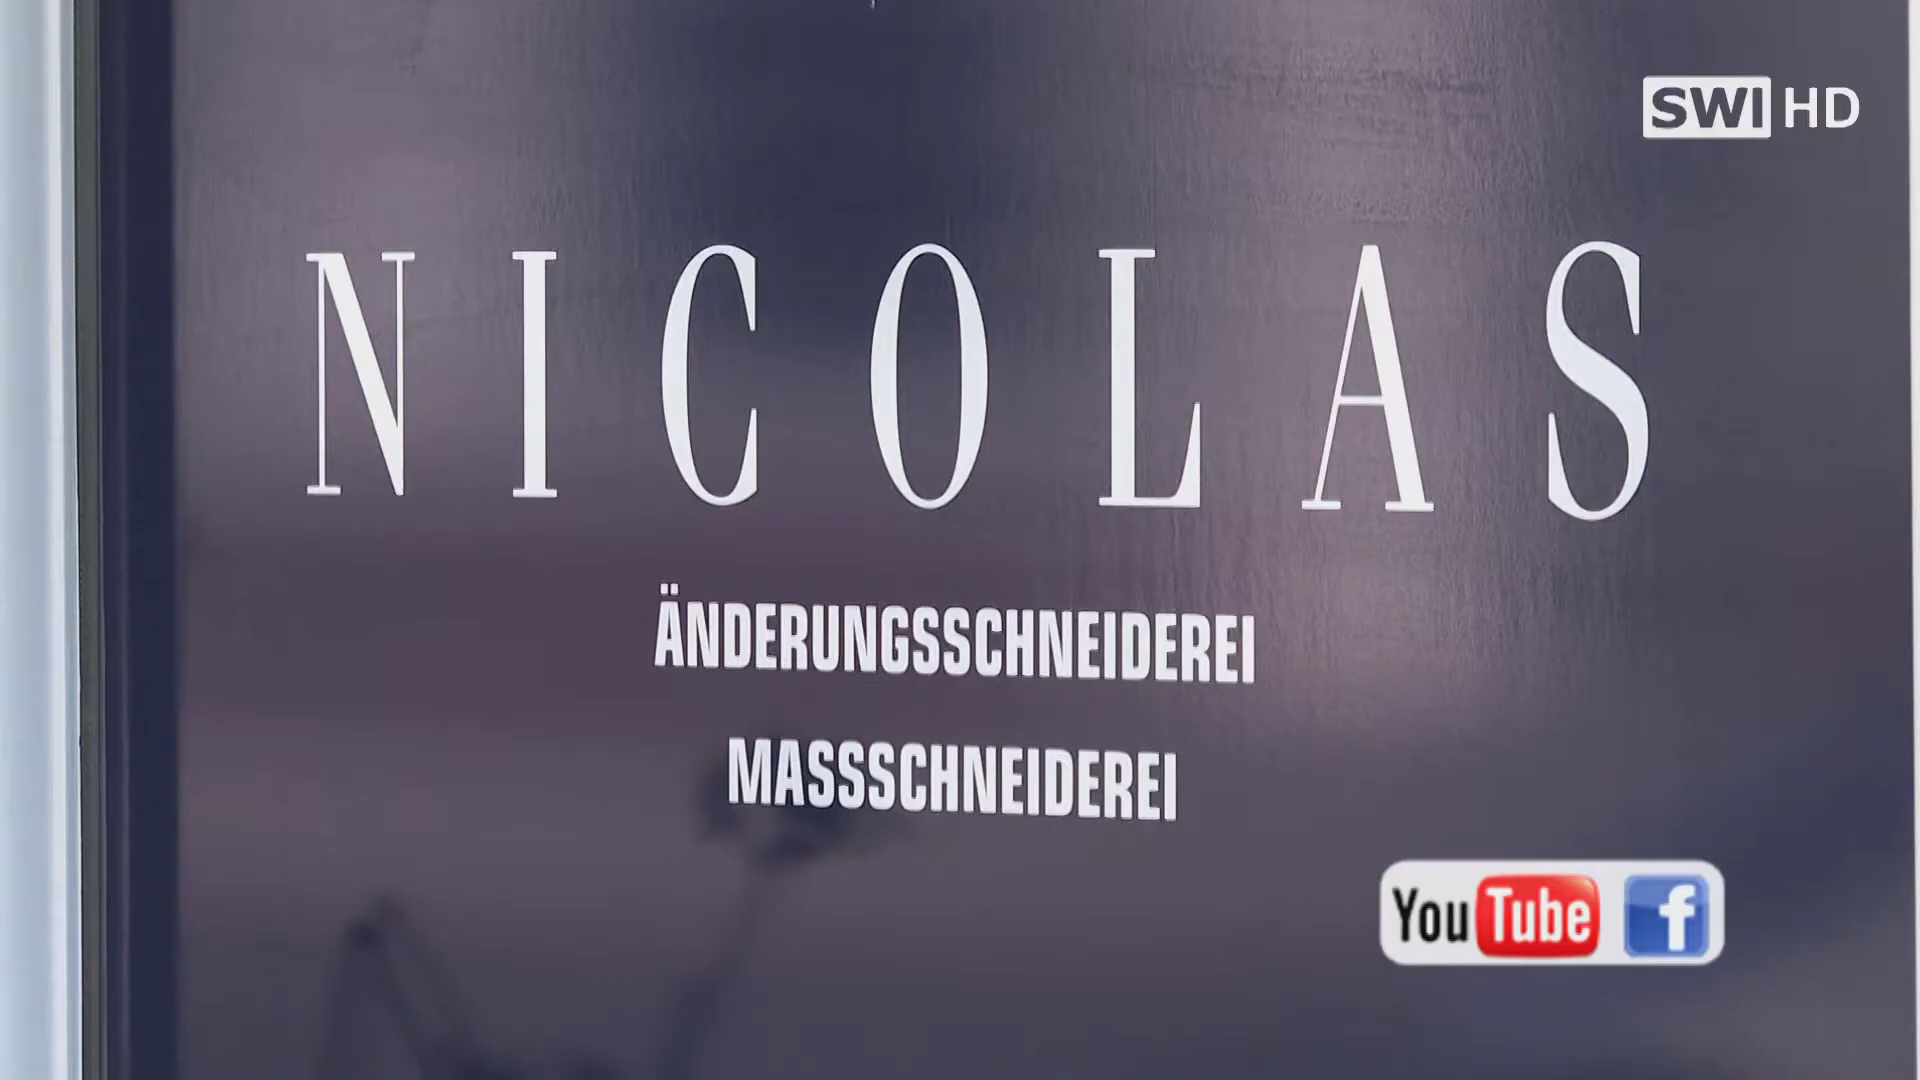 SWI HD
NICOLAS
ÄNDERUNGSSCHNEIDEREI
MASSSCHNEIDEREI
YouTube f